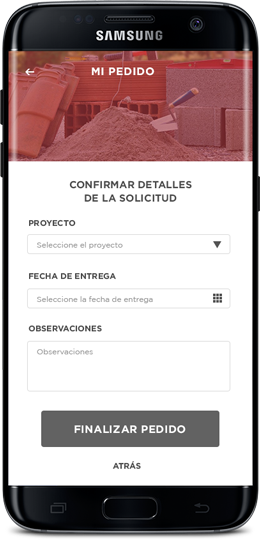 SAMSUNG
MI PEDIDO
CONFIRMAR DETALLES
DE LA SOLICITUD
PROYECTO
Seleccione el proyecto
FECHA DE ENTREGA
Seleccione la fecha de entrega
OBSERVACIONES
Observaciones
FINALIZAR PEDIDO
ATRÁS